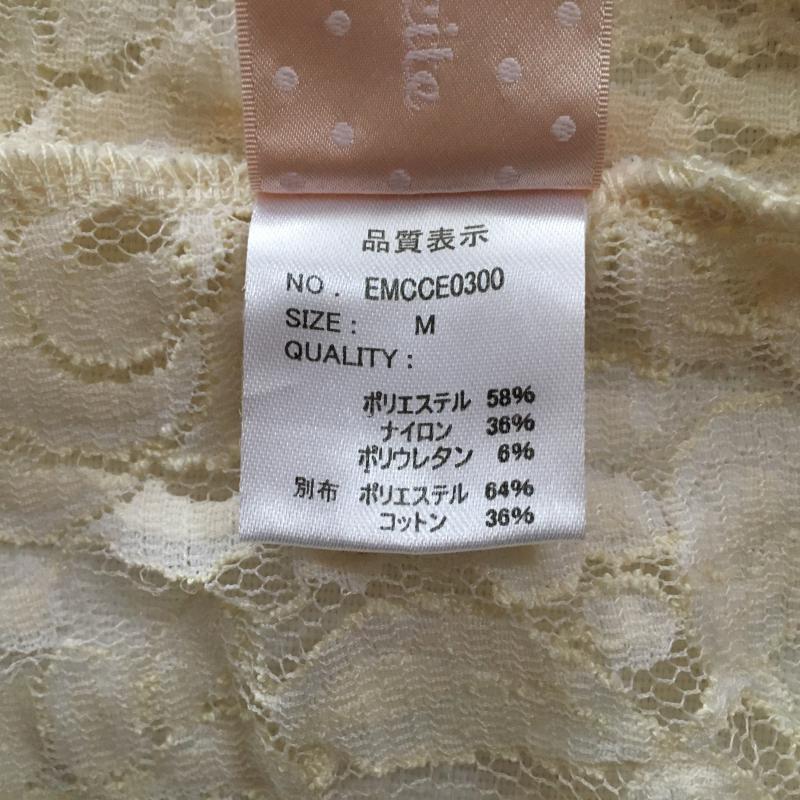 品質表示
NO. EMCCE0300
SIZE: M
QUALITY:
ポリエステル 58%
ナイロン 36%
ポリウレタン 6%
別布 ポリエステル 64%
コットン 36%